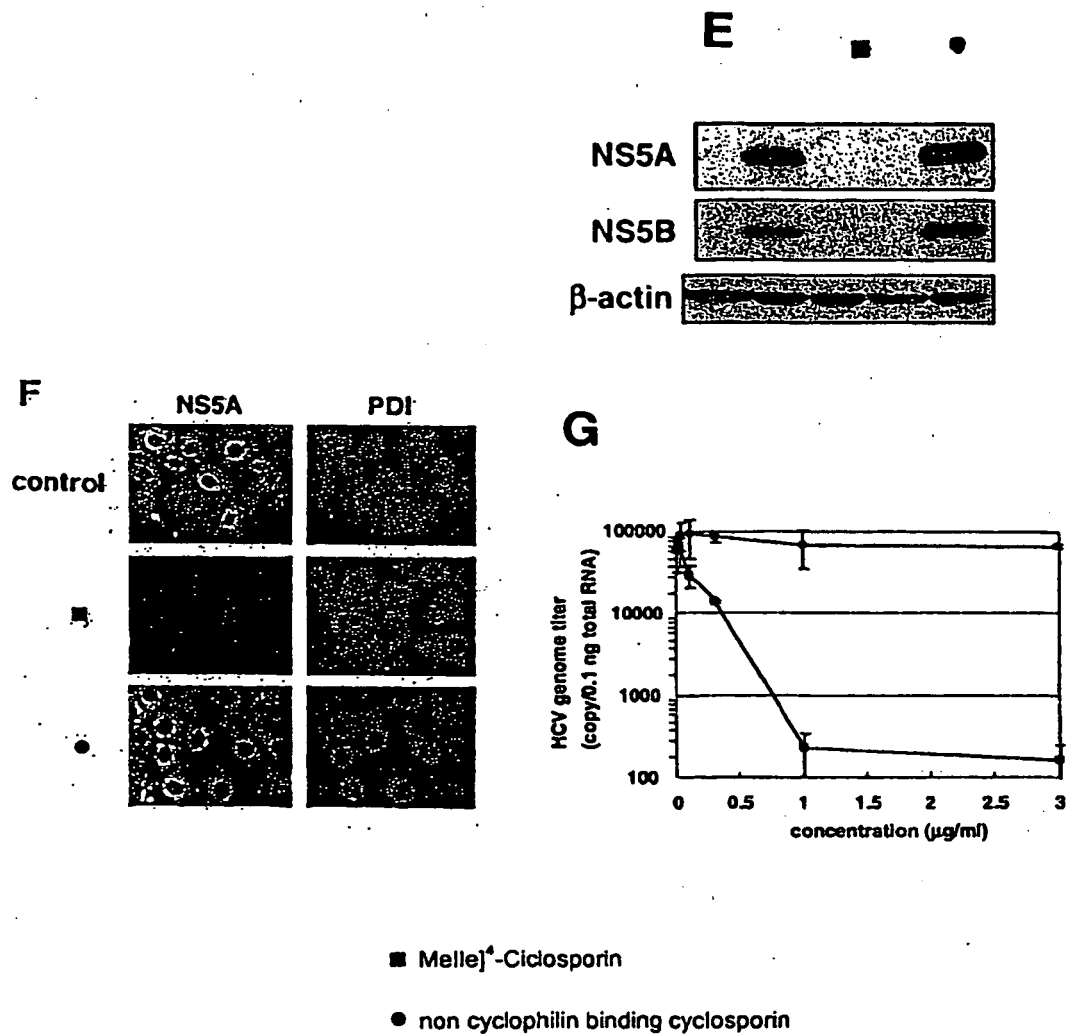 E
NS5A
NS5B
β-actin
F
NS5A
PDI
control
G
HCV genome titer
(copy/0.1 ng total RNA)
100000
10000
1000
100
0
0.5
1
1.5
2
2.5
3
concentration (μg/ml)
■ Melle]⁴-Ciclosporin
● non cyclophilin binding cyclosporin